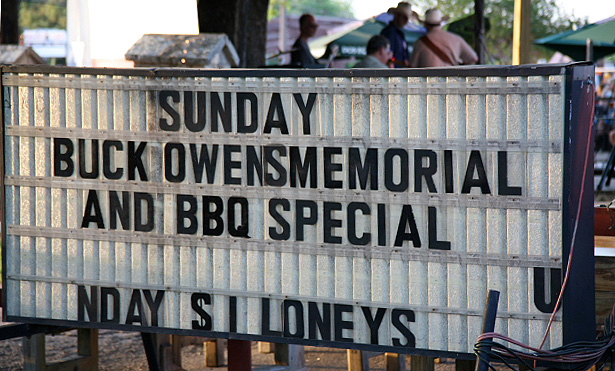 SUNDAY
BUCK OWENSMEMORIAL
AND BBQ SPECIAL
U
NDAY S I LONEYS